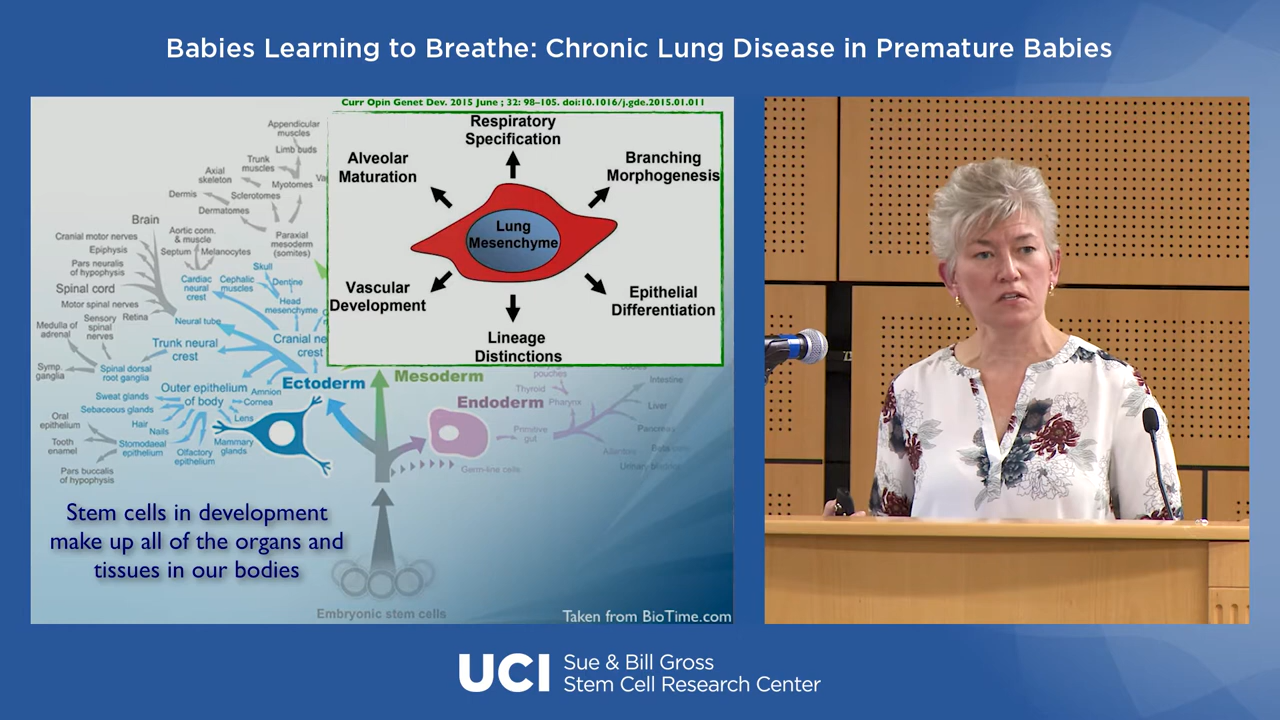 Babies Learning to Breathe: Chronic Lung Disease in Premature Babies
Curr Opin Genet Dev. 2015 June ; 32: 98–105. doi:10.1016/j.gde.2015.01.011
Respiratory
Specification
Alveolar
Maturation
Branching
Morphogenesis
Lung
Mesenchyme
Vascular
Development
Epithelial
Differentiation
Lineage
Distinctions
Appendicular
muscles
Limb buds
Trunk
muscles
Axial
skeleton
Myotomes
Dermis
Sclerotomes
Dermatomes
Brain
Aortic conn.
& muscle
Paraxial
mesoderm
(somites)
Cranial motor nerves
Septum
Melanocytes
Epiphysis
Pars neuralis
of hypophysis
Skull
Cardiac
neural
crest
Cephalic
muscles
Dentine
Spinal cord
Head
mesenchyme
Motor spinal nerves
Retina
Neural tube
Medulla of
adrenal
Sensory
spinal
nerves
Trunk neural
crest
Cranial ne
crest
Symp.
ganglia
Spinal dorsal
root ganglia
Ectoderm
Mesoderm
Endoderm
Outer epithelium
of body
Amnion
Cornea
Sweat glands
Sebaceous glands
Lens
Hair
Nails
Oral
epithelium
Tooth
enamel
Stomodaeal
epithelium
Mammary
glands
Olfactory
epithelium
Pars buccalis
of hypophysis
pouches
Thyroid
Pharynx
Intestine
Liver
Primitive
gut
Pancreas
Germ-line cells
Urinary bladder
Stem cells in development
make up all of the organs and
tissues in our bodies
Embryonic stem cells
Taken from BioTime.com
UCI
Sue & Bill Gross
Stem Cell Research Center